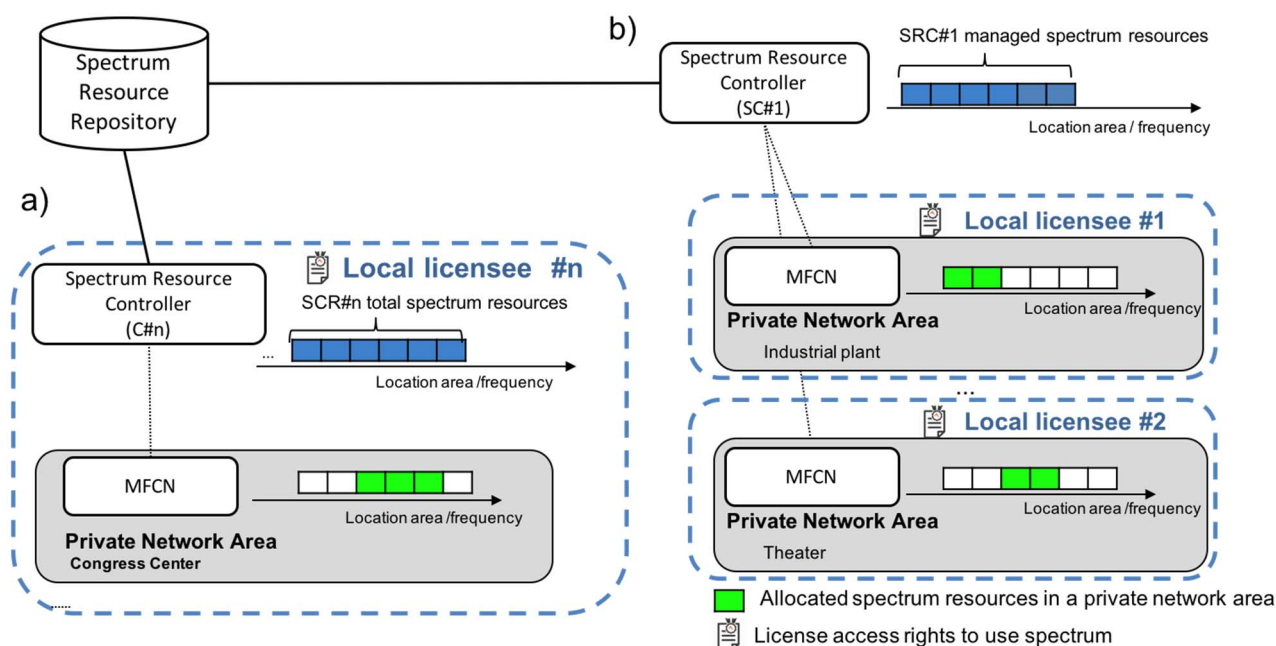 a)
Spectrum
Resource
Repository
Spectrum Resource
Controller
(C#n)
Local licensee #n
SCR#n total spectrum resources
...
Location area /frequency
MFCN
Location area /frequency
Private Network Area
Congress Center
......
b)
Spectrum Resource
Controller
(SC#1)
SRC#1 managed spectrum resources
Location area / frequency
Local licensee #1
MFCN
Location area /frequency
Private Network Area
Industrial plant
...
Local licensee #2
MFCN
Location area /frequency
Private Network Area
Theater
Allocated spectrum resources in a private network area
License access rights to use spectrum